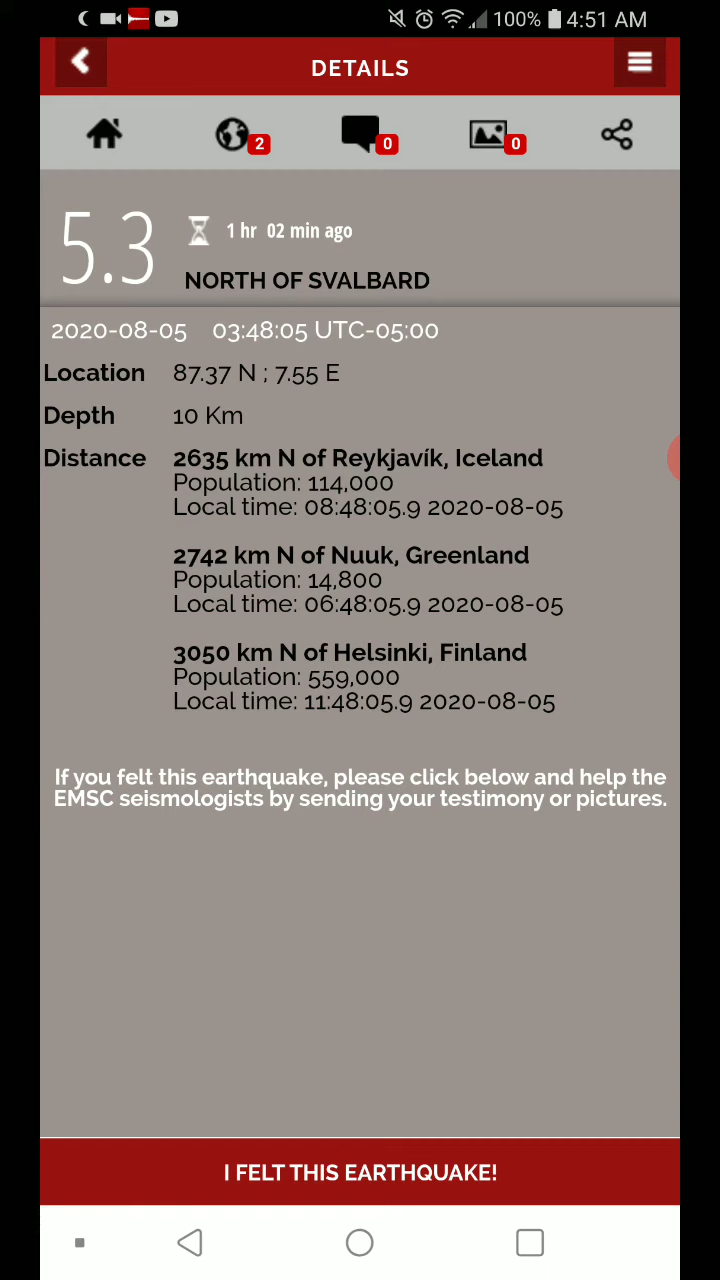 100% 4:51 AM
DETAILS
2 0 0
5.3
1 hr 02 min ago
NORTH OF SVALBARD
2020-08-05 03:48:05 UTC-05:00
Location 87.37 N ; 7.55 E
Depth 10 Km
Distance 2635 km N of Reykjavík, Iceland
Population: 114,000
Local time: 08:48:05.9 2020-08-05
2742 km N of Nuuk, Greenland
Population: 14,800
Local time: 06:48:05.9 2020-08-05
3050 km N of Helsinki, Finland
Population: 559,000
Local time: 11:48:05.9 2020-08-05
If you felt this earthquake, please click below and help the
EMSC seismologists by sending your testimony or pictures.
I FELT THIS EARTHQUAKE!